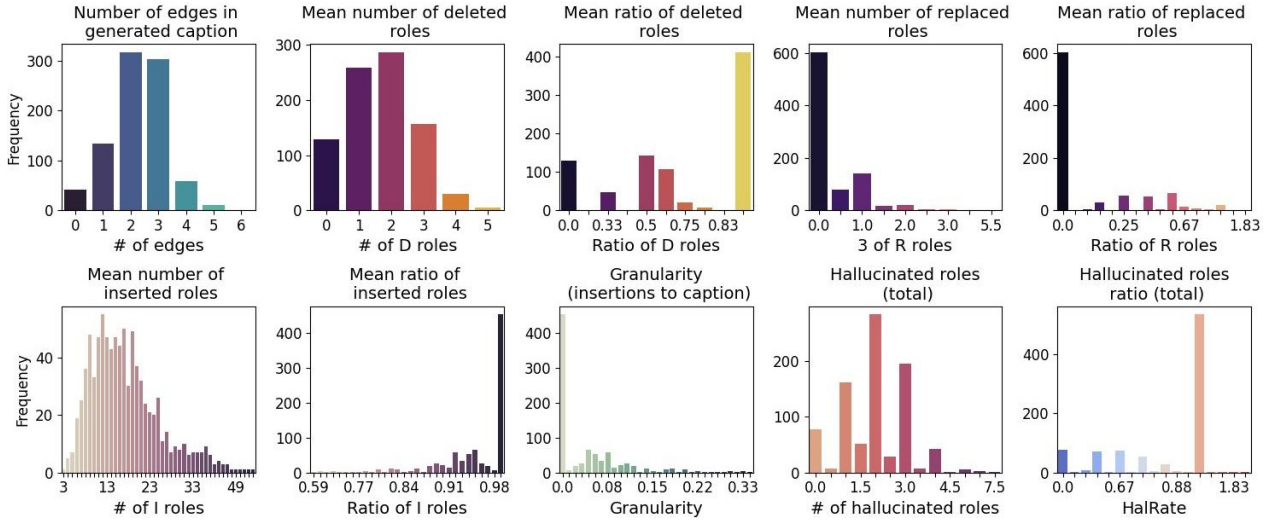 Number of edges in
generated caption
Frequency
300
200
100
0
0 1 2 3 4 5 6
# of edges
Mean number of deleted
roles
300
200
100
0
0 1 2 3 4 5
# of D roles
Mean ratio of deleted
roles
400
300
200
100
0
0.0 0.33 0.5 0.75 0.83
Ratio of D roles
Mean number of replaced
roles
600
400
200
0
0.0 1.0 2.0 3.0 5.5
3 of R roles
Mean ratio of replaced
roles
600
400
200
0
0.0 0.25 0.5 0.67 1.83
Ratio of R roles
Mean number of
inserted roles
Frequency
40
20
0
3 13 23 33 49
# of I roles
Mean ratio of
inserted roles
400
300
200
100
0
0.59 0.77 0.84 0.91 0.98
Ratio of I roles
Granularity
(insertions to caption)
400
300
200
100
0
0.0 0.08 0.15 0.22 0.33
Granularity
Hallucinated roles
(total)
200
100
0
0.0 1.5 3.0 4.5 7.5
# of hallucinated roles
Hallucinated roles
ratio (total)
400
200
0
0.0 0.67 0.88 1.83
HalRate